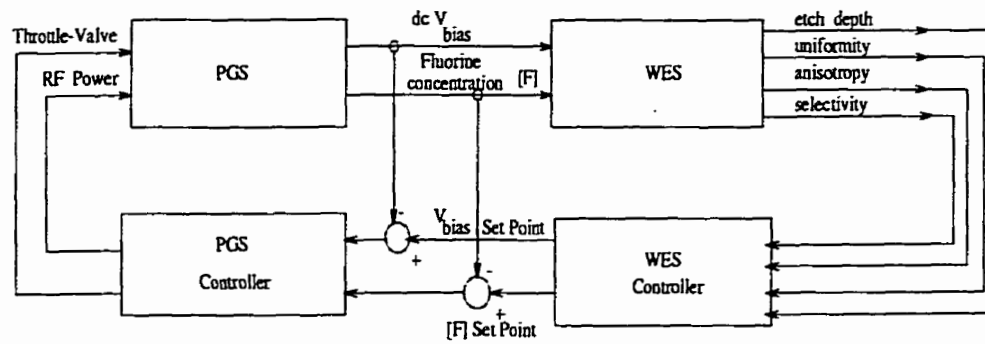 Throttle-Valve
RF Power
PGS
dc V bias
Fluorine
concentration [F]
WES
etch depth
uniformity
anisotropy
selectivity
PGS
Controller
-
+
V bias Set Point
-
+
[F] Set Point
WES
Controller